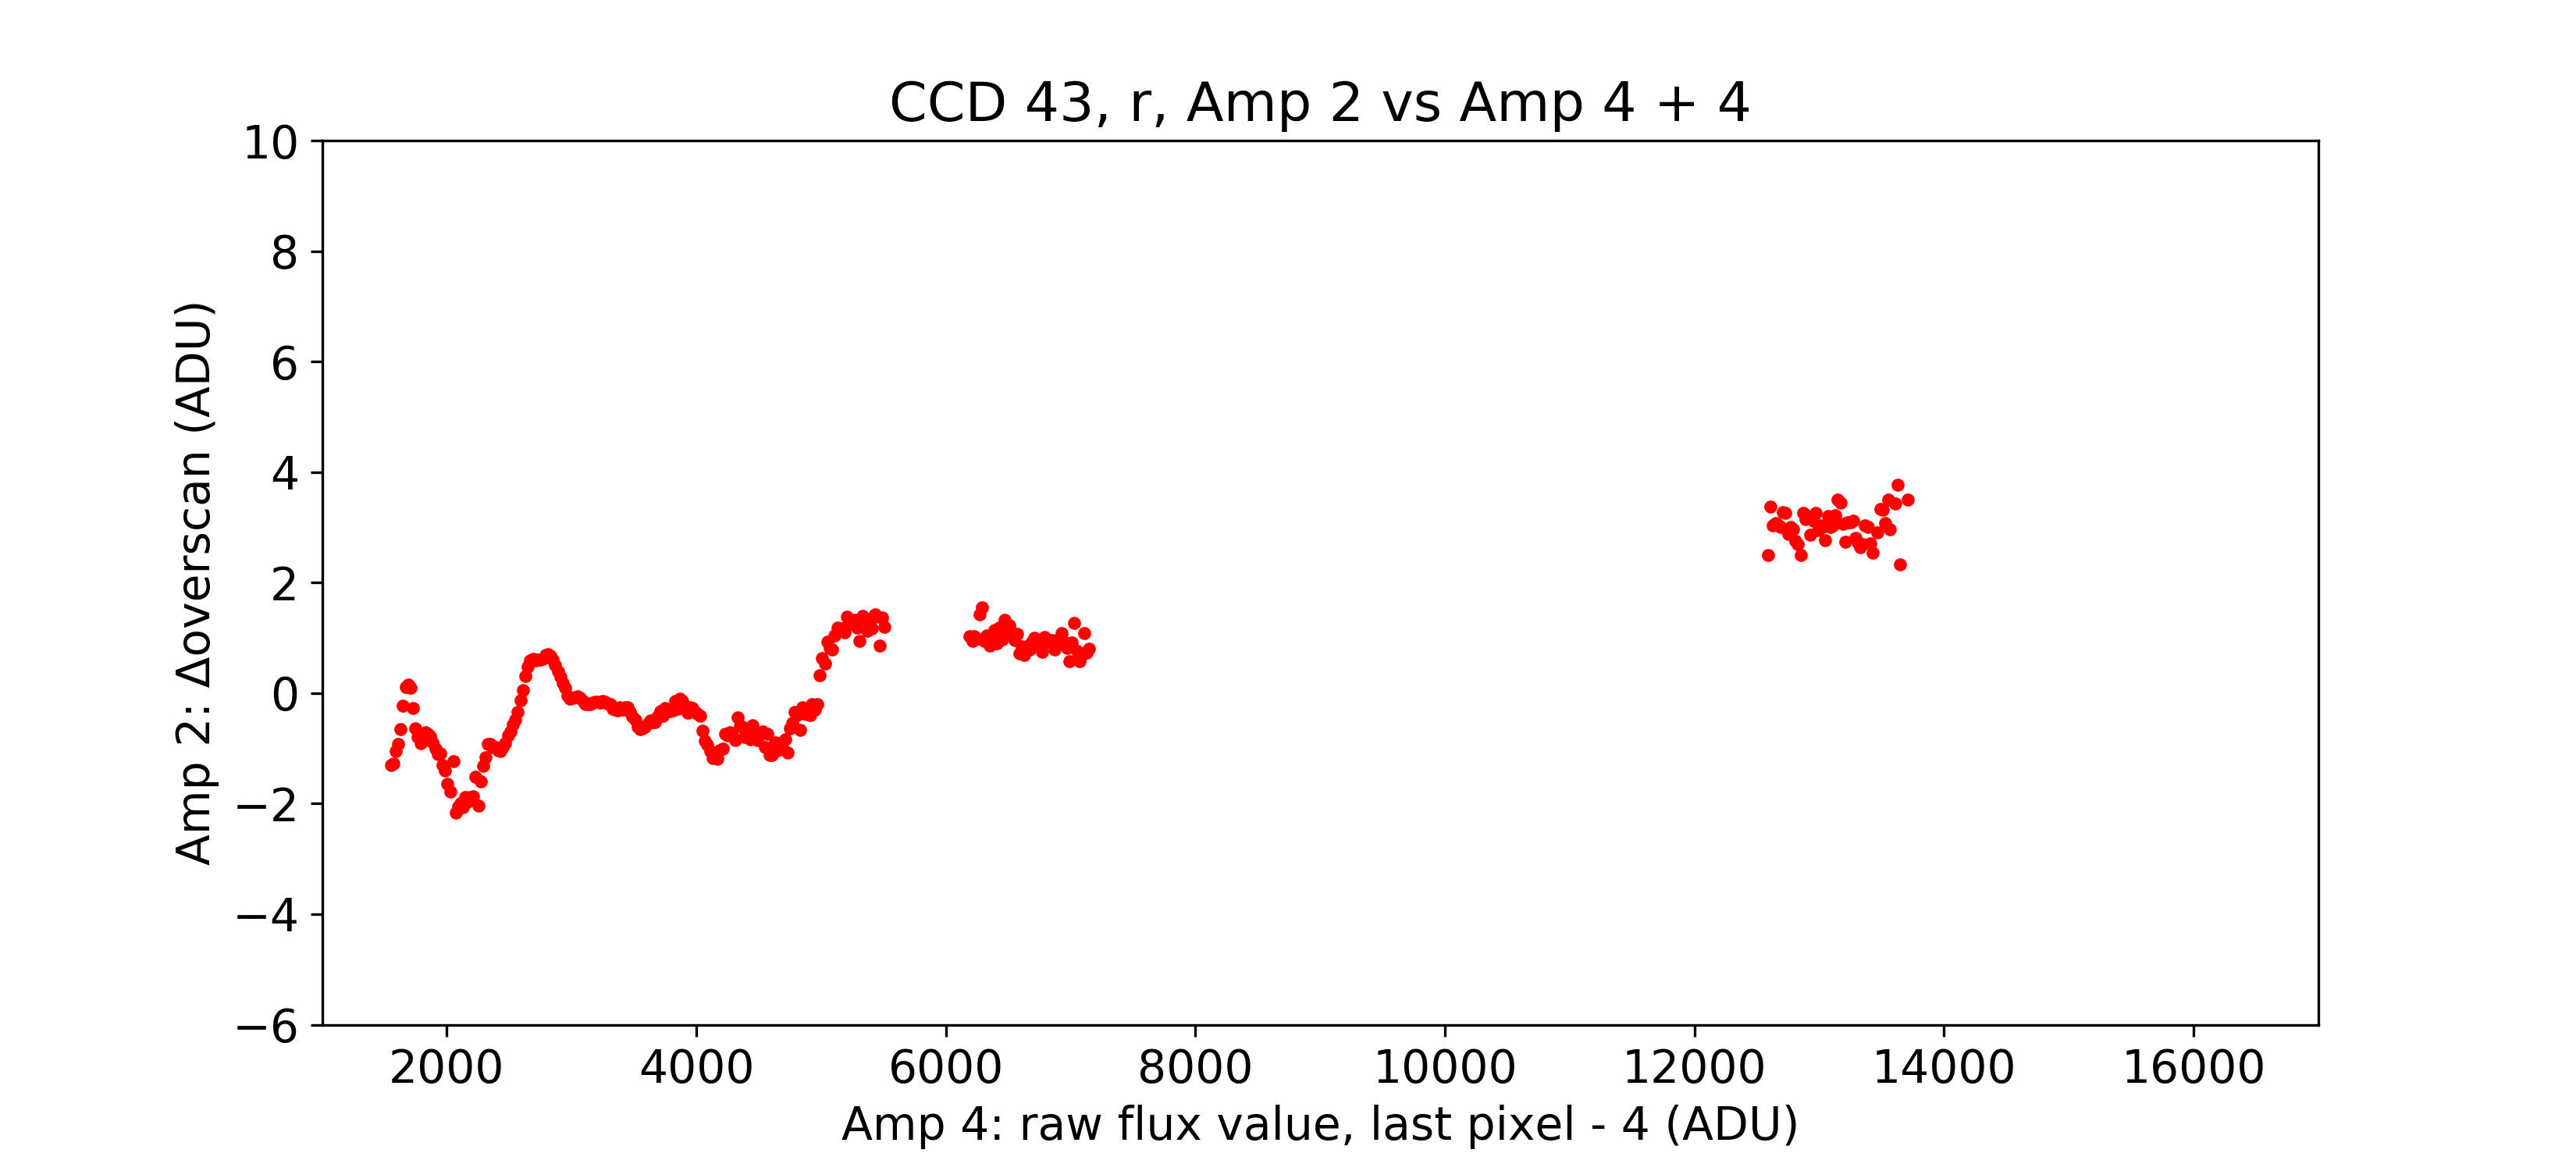 CCD 43, r, Amp 2 vs Amp 4 + 4
10
8
6
4
2
0
−2
−4
−6
Amp 2: Δoverscan (ADU)
2000 4000 6000 8000 10000 12000 14000 16000
Amp 4: raw flux value, last pixel - 4 (ADU)